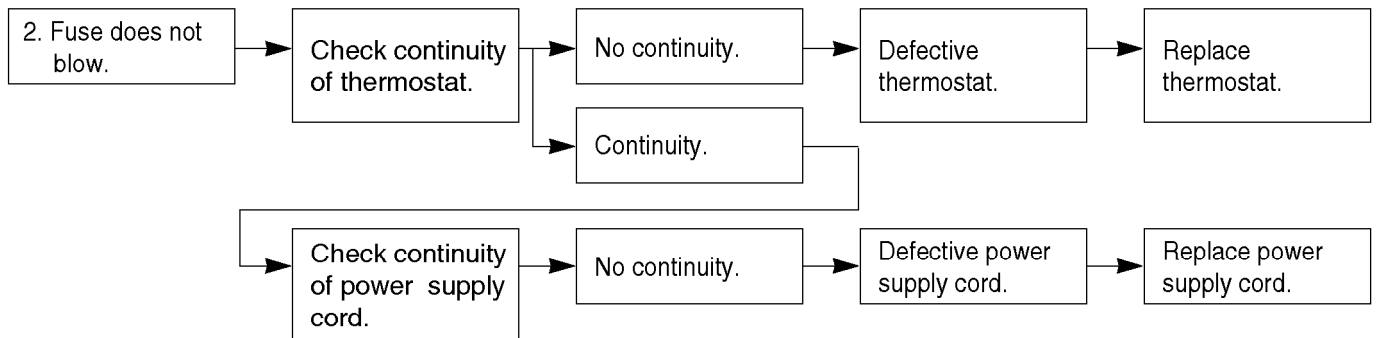 2. Fuse does not
blow.
Check continuity
of thermostat.
No continuity.
Defective
thermostat.
Replace
thermostat.
Continuity.
Check continuity
of power supply
cord.
No continuity.
Defective power
supply cord.
Replace power
supply cord.